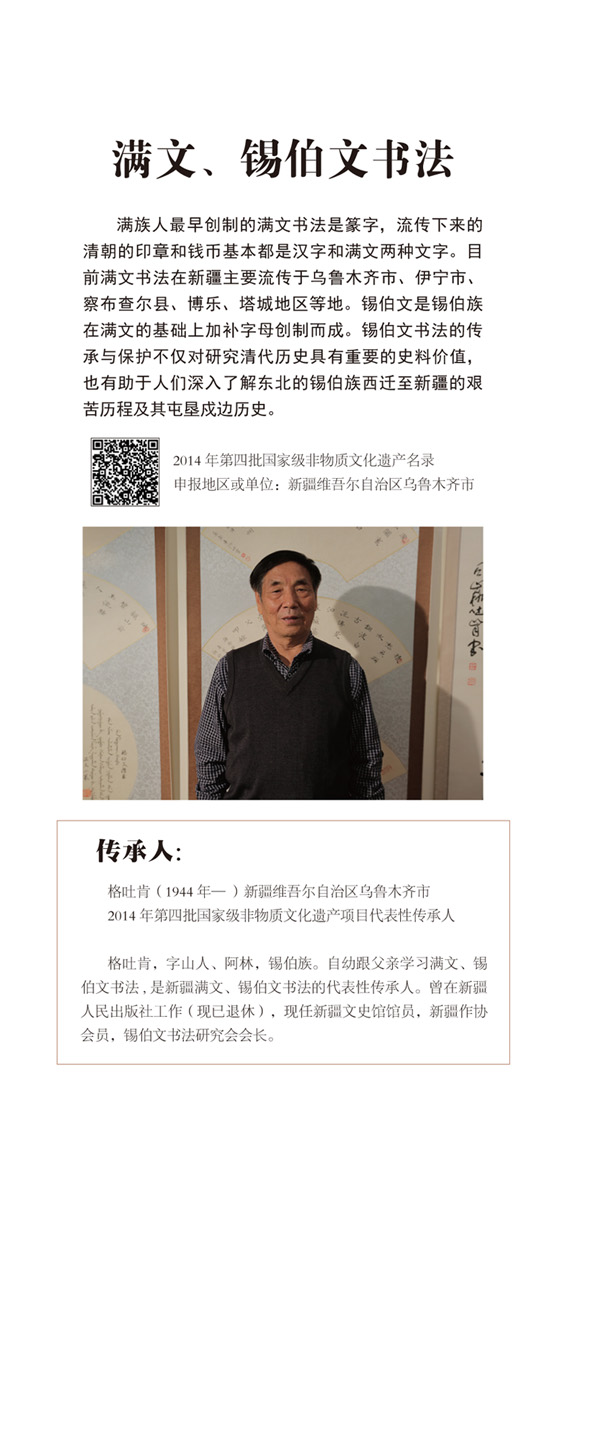 满文、锡伯文书法
满族人最早创制的满文书法是篆字，流传下来的
清朝的印章和钱币基本都是汉字和满文两种文字。目
前满文书法在新疆主要流传于乌鲁木齐市、伊宁市、
察布查尔县、博乐、塔城地区等地。锡伯文是锡伯族
在满文的基础上加补字母创制而成。锡伯文书法的传
承与保护不仅对研究清代历史具有重要的史料价值，
也有助于人们深入了解东北的锡伯族西迁至新疆的艰
苦历程及其屯垦戍边历史。
2014 年第四批国家级非物质文化遗产名录
申报地区或单位：新疆维吾尔自治区乌鲁木齐市
传承人：
格吐肯（1944 年— ）新疆维吾尔自治区乌鲁木齐市
2014 年第四批国家级非物质文化遗产项目代表性传承人
格吐肯，字山人、阿林，锡伯族。自幼跟父亲学习满文、锡
伯文书法 , 是新疆满文、锡伯文书法的代表性传承人。曾在新疆
人民出版社工作（现已退休），现任新疆文史馆馆员，新疆作协
会员，锡伯文书法研究会会长。